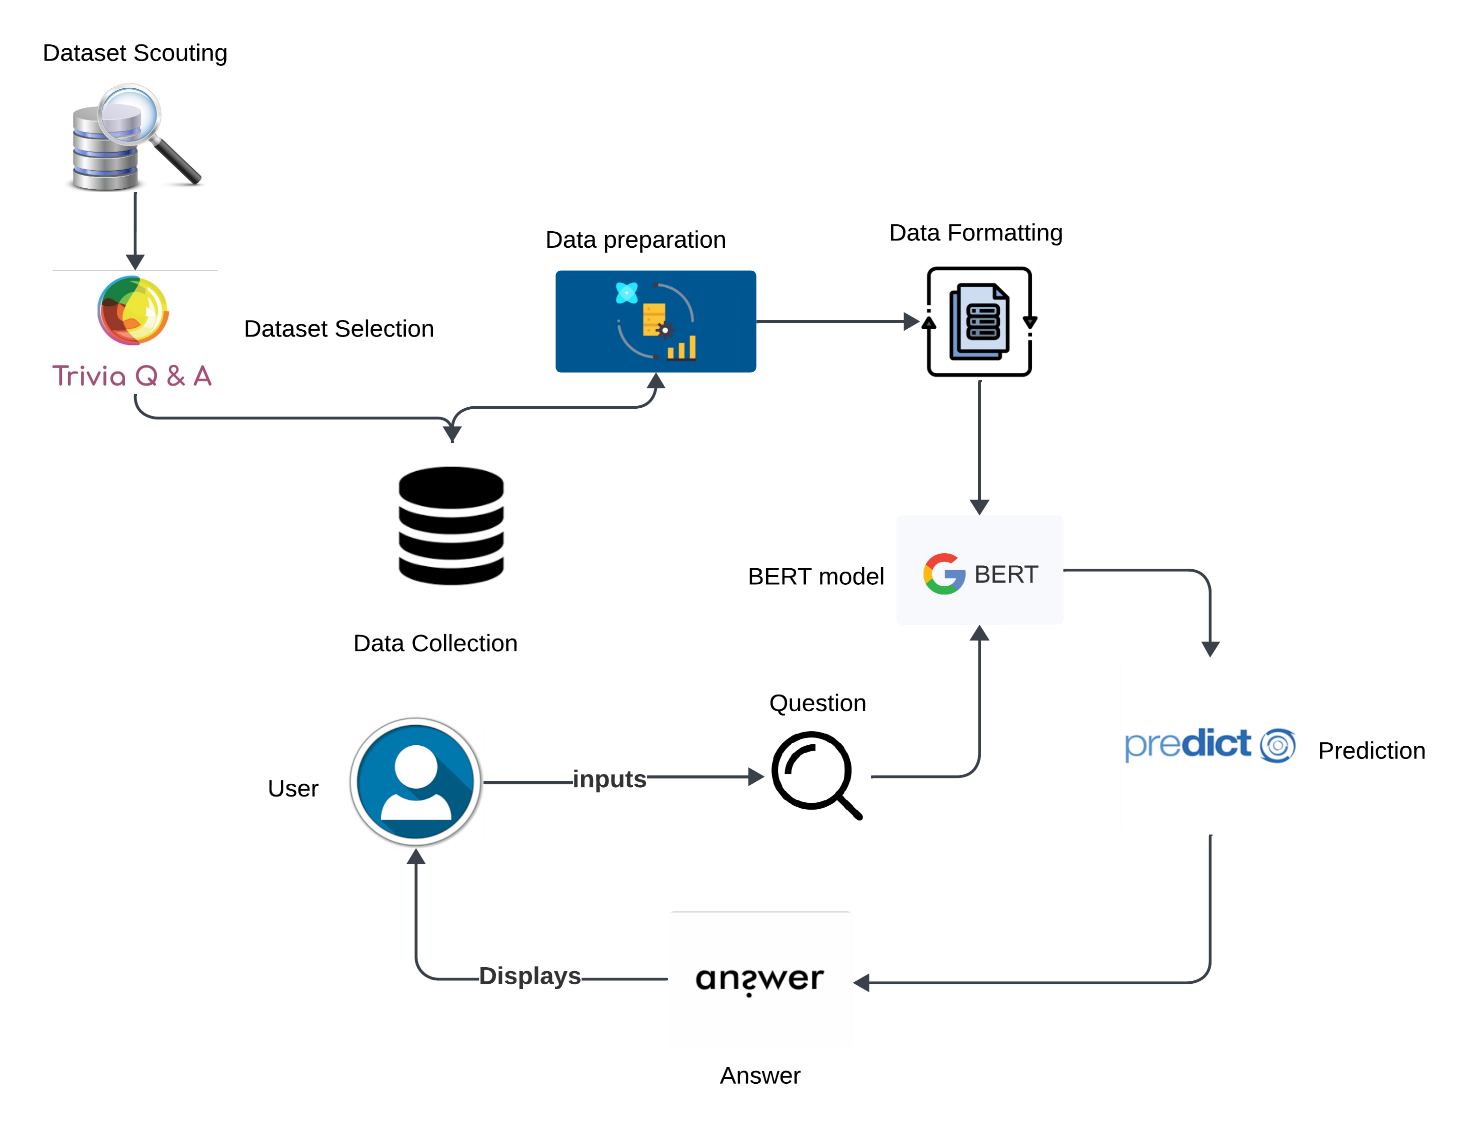 Dataset Scouting
Trivia Q & A
Dataset Selection
Data preparation
Data Formatting
Data Collection
BERT model
BERT
Question
User
inputs
predict
Prediction
Displays
an?wer
Answer